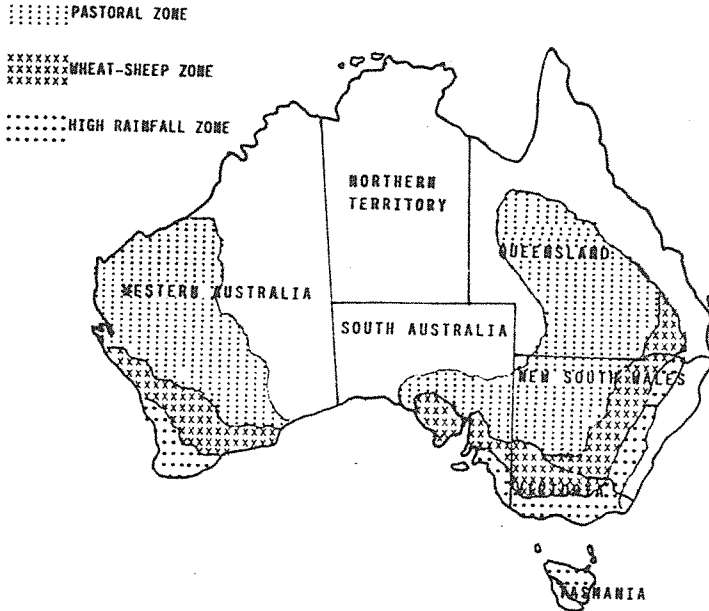 PASTORAL ZONE
WHEAT-SHEEP ZONE
HIGH RAINFALL ZONE
NORTHERN
TERRITORY
QUEENSLAND
WESTERN AUSTRALIA
SOUTH AUSTRALIA
NEW SOUTH WALES
VICTORIA
TASMANIA